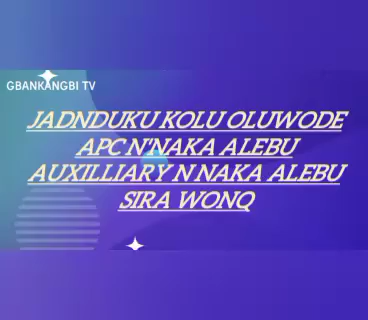 GBANKANGBI TV
JADNDUKU KOLU OLUWODE
APC N'NAKA ALEBU
AUXILLIARY N NAKA ALEBU
SIRA WONQ